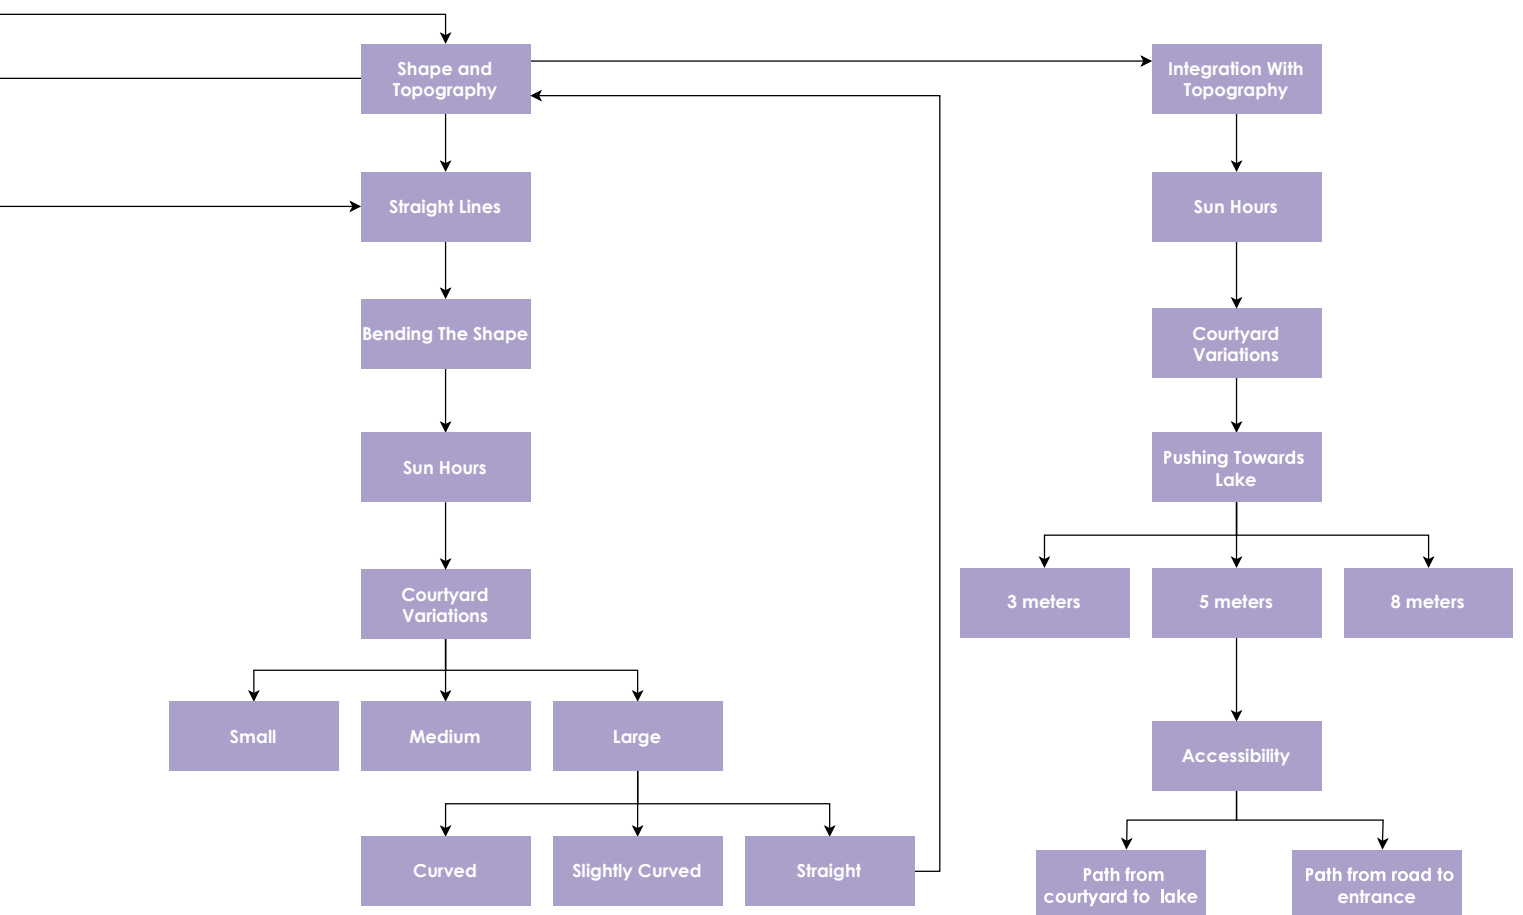 Shape and
Topography
Integration With
Topography
Straight Lines
Sun Hours
Bending The Shape
Courtyard
Variations
Sun Hours
Pushing Towards
Lake
Courtyard
Variations
3 meters
5 meters
8 meters
Small
Medium
Large
Accessibility
Curved
Slightly Curved
Straight
Path from
courtyard to lake
Path from road to
entrance